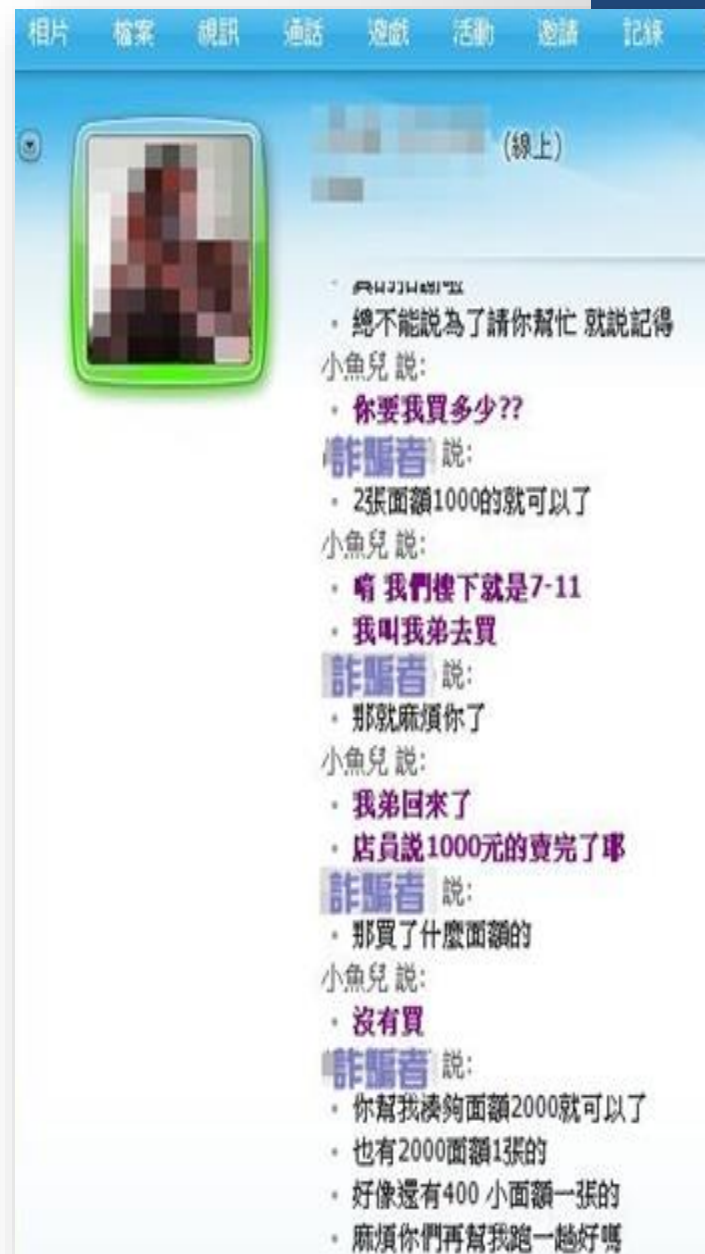 相片 檔案 視訊 通話 遊戲 活動 邀請 記錄
(線上)
總不能說為了請你幫忙 就說記得
小魚兒 說:
你要我買多少??
詐騙者 說:
2張面額1000的就可以了
小魚兒 說:
唷 我們樓下就是7-11
我叫我弟去買
詐騙者 說:
那就麻煩你了
小魚兒 說:
我弟回來了
店員說1000元的賣完了耶
詐騙者 說:
那買了什麼面額的
小魚兒 說:
沒有買
詐騙者 說:
你幫我湊夠面額2000就可以了
也有2000面額1張的
好像還有400 小面額一張的
麻煩你們再幫我跑一趟好嗎